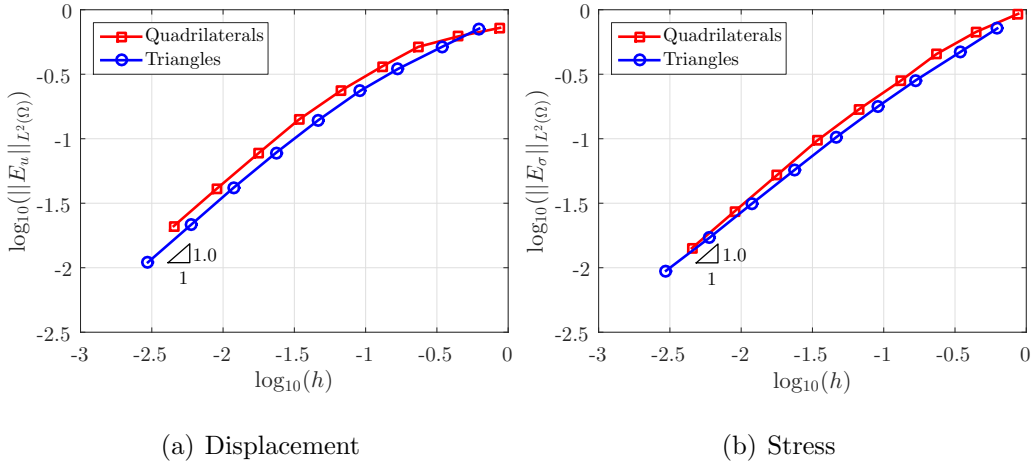 0
-0.5
-1
-1.5
-2
-2.5
-3 -2.5 -2 -1.5 -1 -0.5 0
log10(h)
log10(||Eu||L2(Ω))
Quadrilaterals
Triangles
1.0
1
(a) Displacement
0
-0.5
-1
-1.5
-2
-2.5
-3 -2.5 -2 -1.5 -1 -0.5 0
log10(h)
log10(||Eσ||L2(Ω))
Quadrilaterals
Triangles
1.0
1
(b) Stress